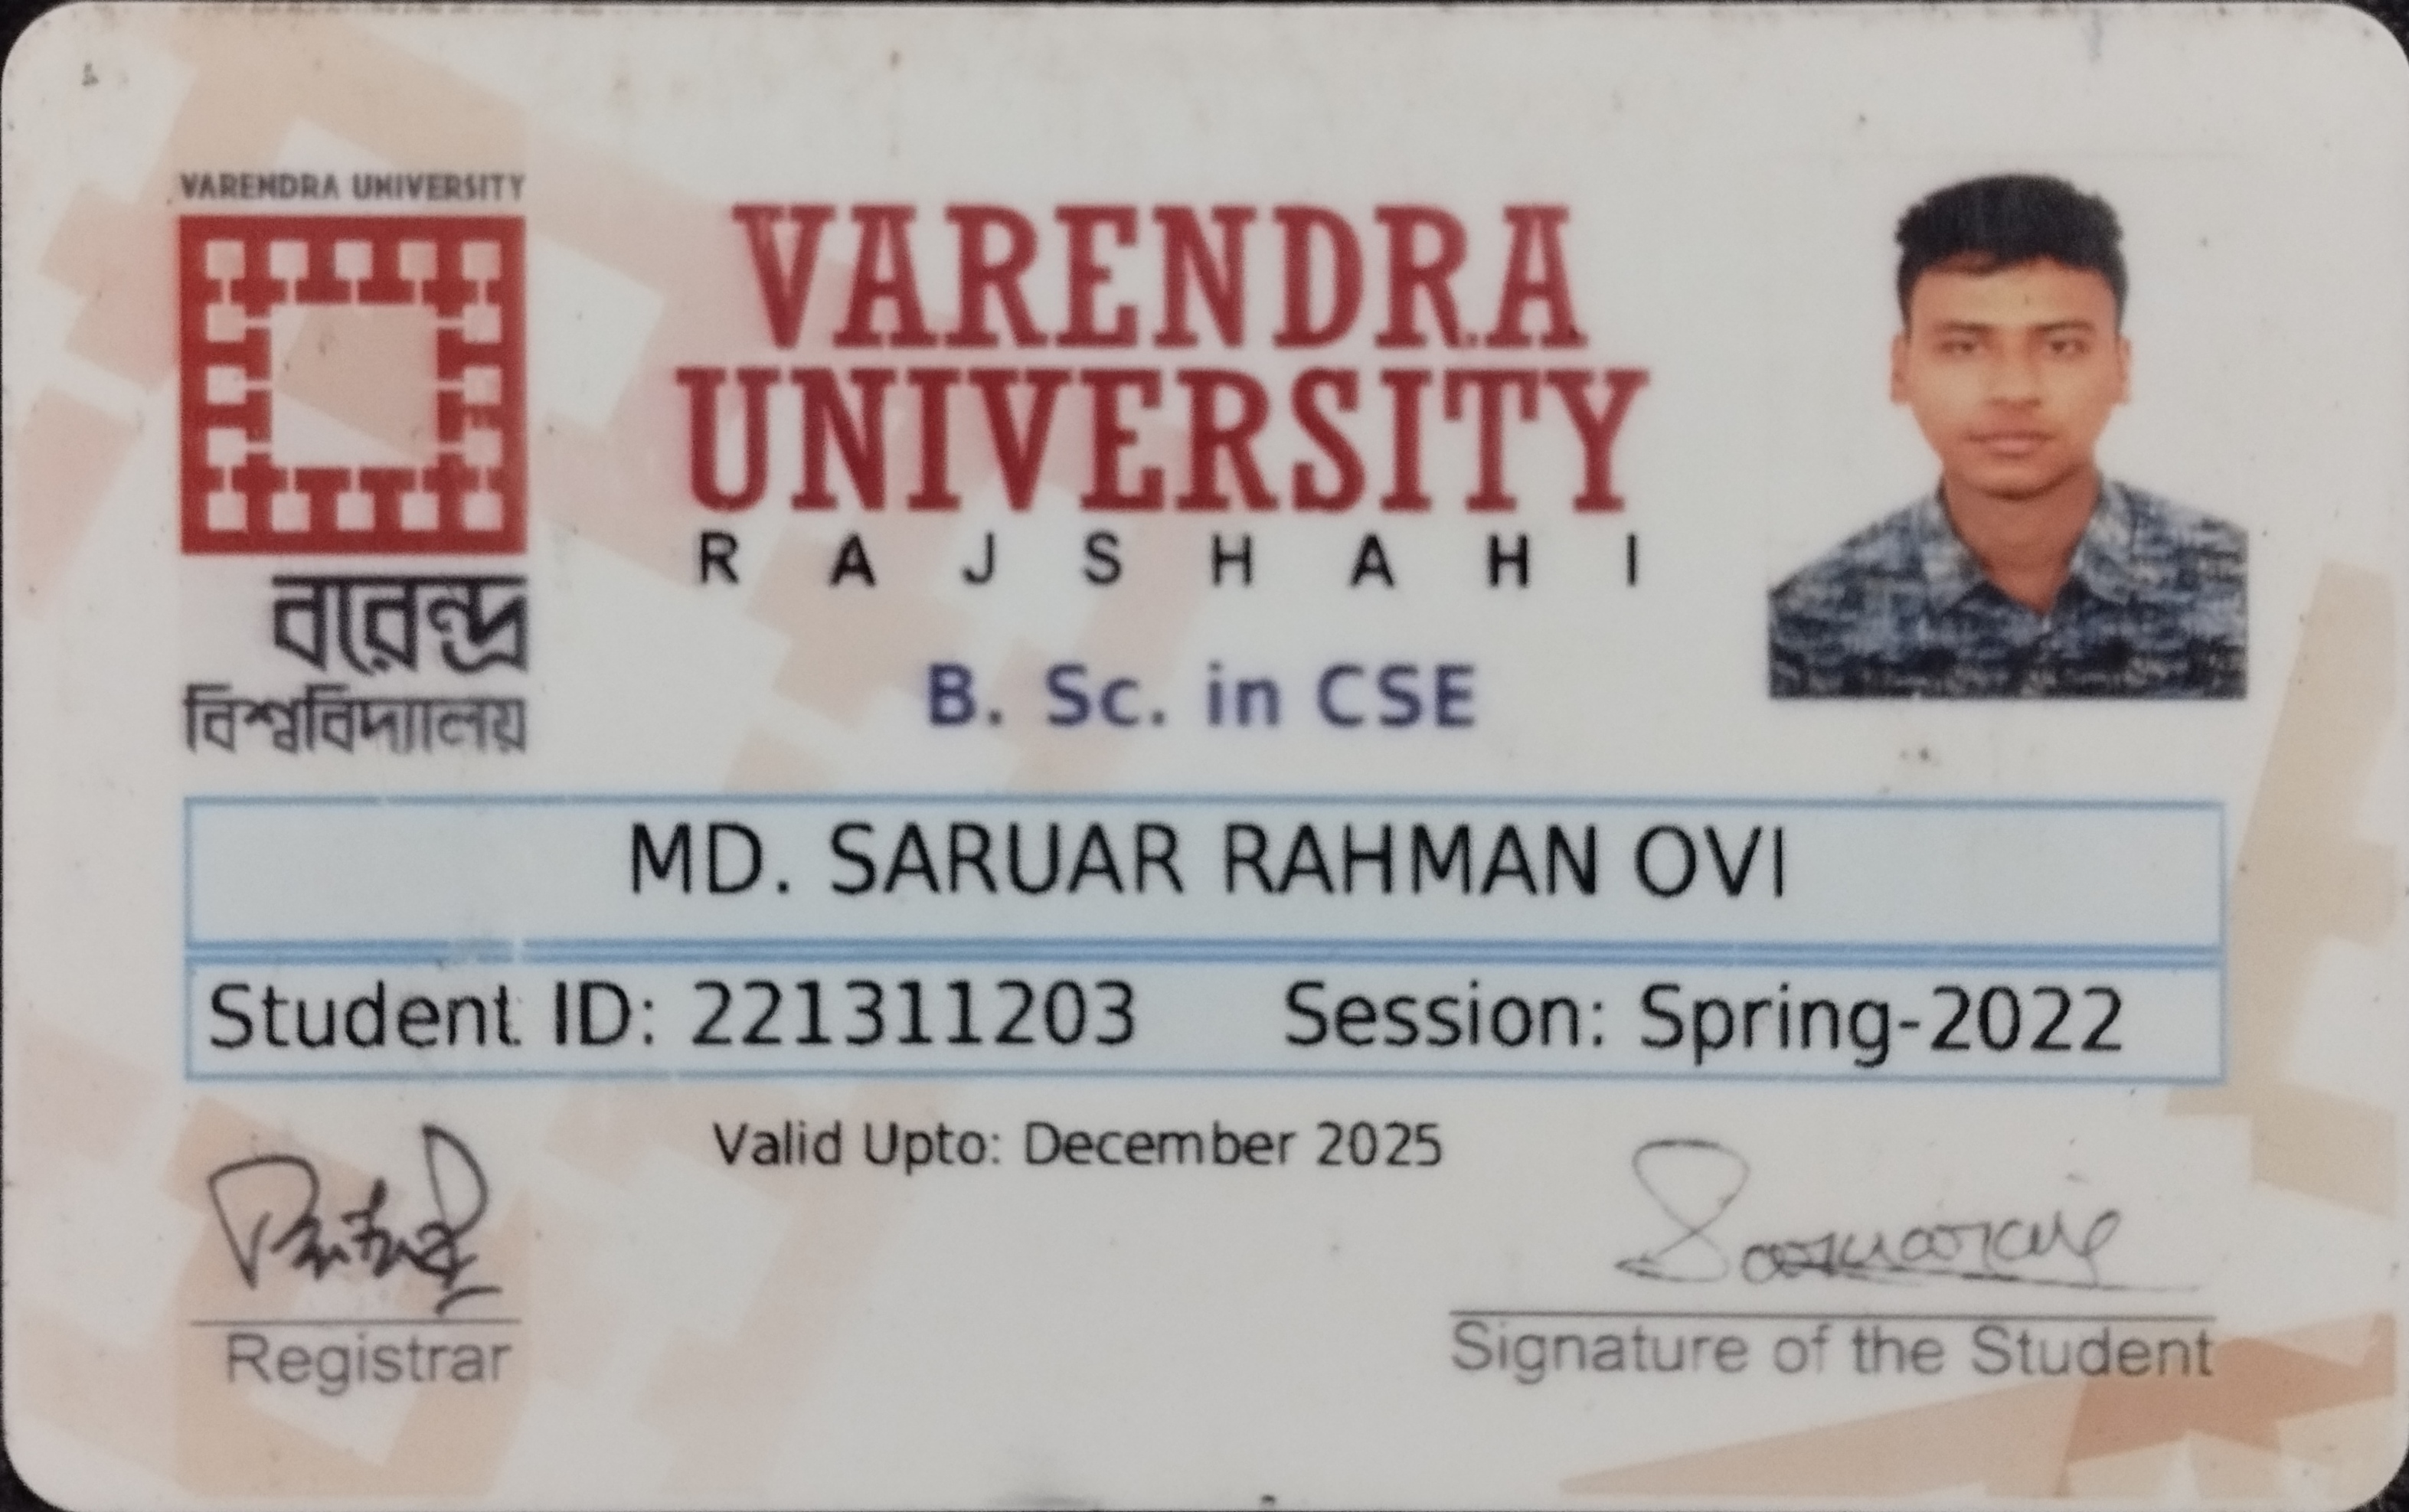 VARENDRA UNIVERSITY
বরেন্দ্র
বিশ্ববিদ্যালয়
VARENDRA
UNIVERSITY
RAJSHAHI
B. Sc. in CSE
MD. SARUAR RAHMAN OVI
Student ID: 221311203 Session: Spring-2022
Valid Upto: December 2025
Registrar
Signature of the Student